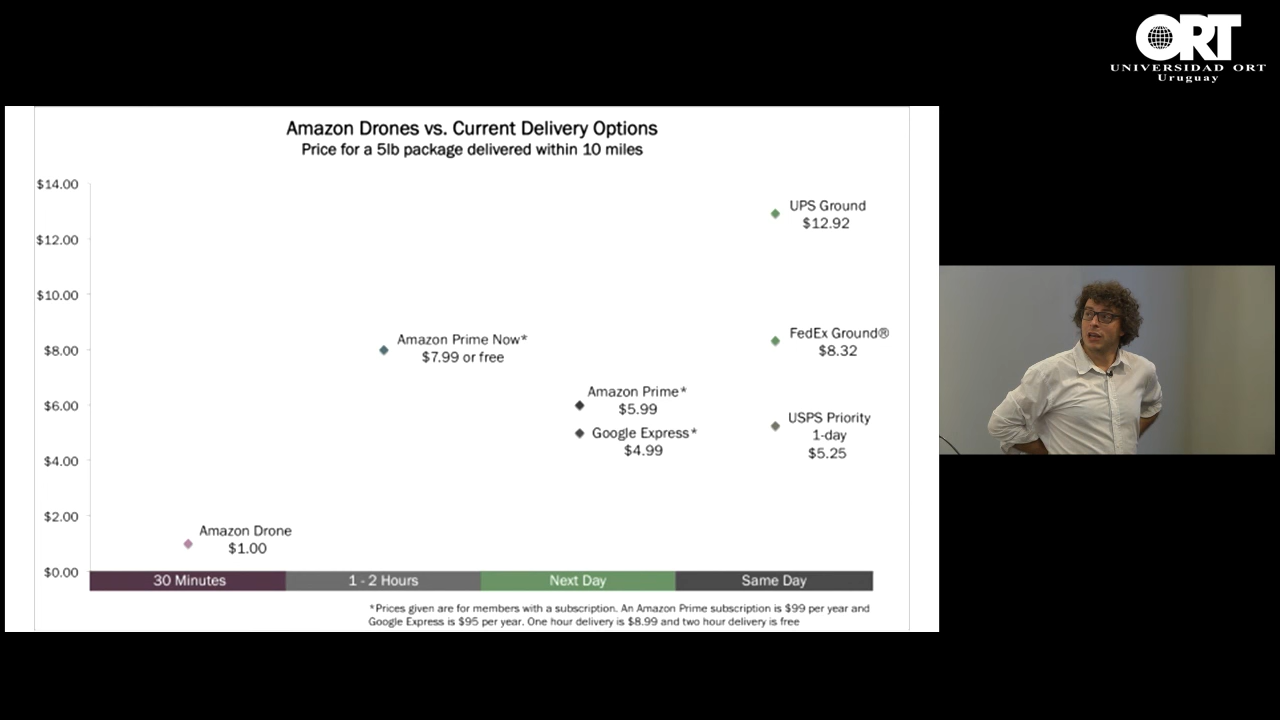 ORT
UNIVERSIDAD ORT
Uruguay
Amazon Drones vs. Current Delivery Options
Price for a 5lb package delivered within 10 miles
$14.00
$12.00
$10.00
$8.00
$6.00
$4.00
$2.00
$0.00
UPS Ground
$12.92
FedEx Ground®
$8.32
Amazon Prime Now*
$7.99 or free
Amazon Prime*
$5.99
Google Express*
$4.99
USPS Priority
1-day
$5.25
Amazon Drone
$1.00
30 Minutes
1 - 2 Hours
Next Day
Same Day
*Prices given are for members with a subscription. An Amazon Prime subscription is $99 per year and
Google Express is $95 per year. One hour delivery is $8.99 and two hour delivery is free